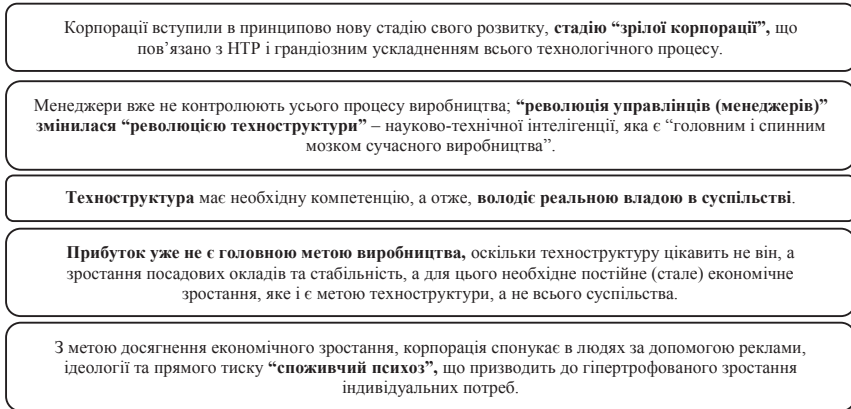 Корпорації вступили в принципово нову стадію свого розвитку, стадію “зрілої корпорації”, що
пов’язано з НТР і грандіозним ускладненням всього технологічного процесу.
Менеджери вже не контролюють усього процесу виробництва; “революція управлінців (менеджерів)”
змінилася “революцією техноструктури” – науково-технічної інтелігенції, яка є “головним і спинним
мозком сучасного виробництва”.
Техноструктура має необхідну компетенцію, а отже, володіє реальною владою в суспільстві.
Прибуток уже не є головною метою виробництва, оскільки техноструктуру цікавить не він, а
зростання посадових окладів та стабільність, а для цього необхідне постійне (стале) економічне
зростання, яке і є метою техноструктури, а не всього суспільства.
З метою досягнення економічного зростання, корпорація спонукає в людях за допомогою реклами,
ідеології та прямого тиску “споживчий психоз”, що призводить до гіпертрофованого зростання
індивідуальних потреб.